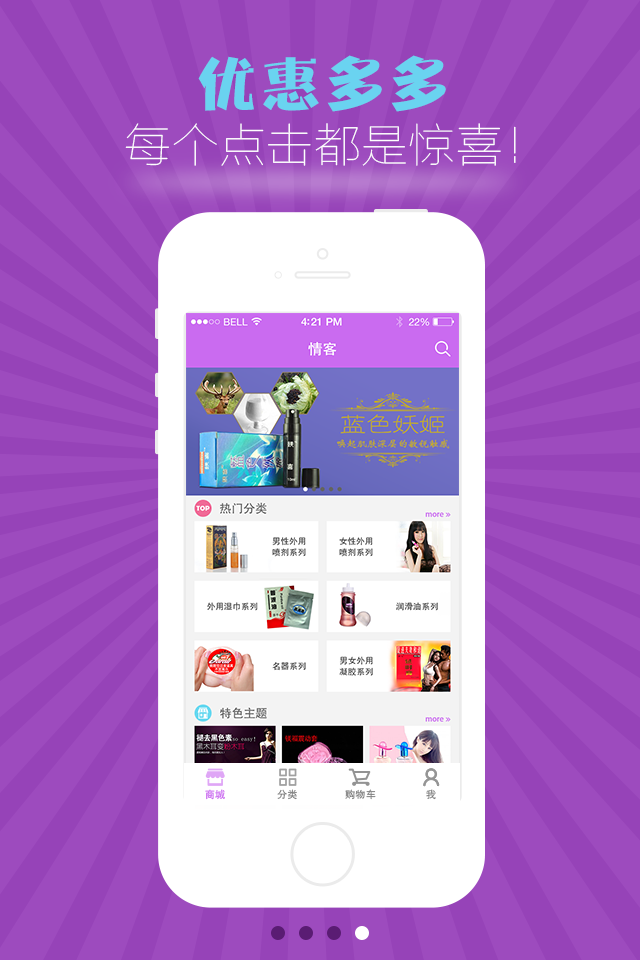 优惠多多
每个点击都是惊喜!
BELL 4:21 PM 22%
情客
蓝色妖姬
唤起肌肤深层的敏锐触感
妖
姬
TOP 热门分类 more »
男性外用
喷剂系列
女性外用
喷剂系列
外用湿巾系列
润滑油系列
名器系列
男女外用
凝胶系列
特色主题 more »
褪去黑色素so easy!
黑木耳变粉木耳
商城 分类 购物车 我